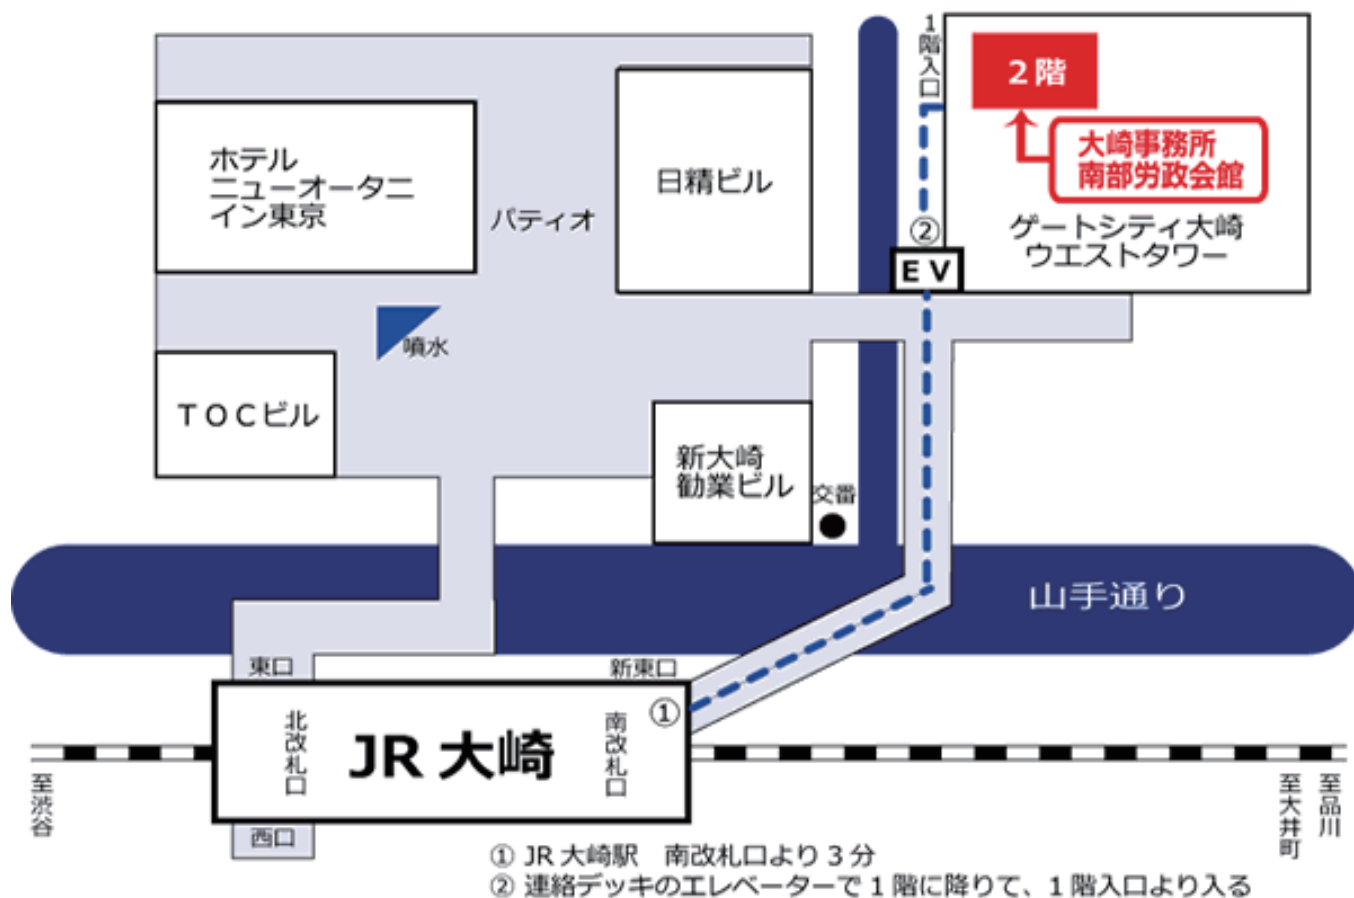 1階入口
2階
大崎事務所
南部労政会館
ホテル
ニューオータニ
イン東京
パティオ
日精ビル
②
ゲートシティ大崎
ウエストタワー
EV
噴水
TOCビル
新大崎
勧業ビル
交番
山手通り
東口
新東口
①
北改札口
JR 大崎
南改札口
至渋谷
至大井町
至品川
西口
① JR 大崎駅　南改札口より 3 分
② 連絡デッキのエレベーターで 1 階に降りて、1 階入口より入る